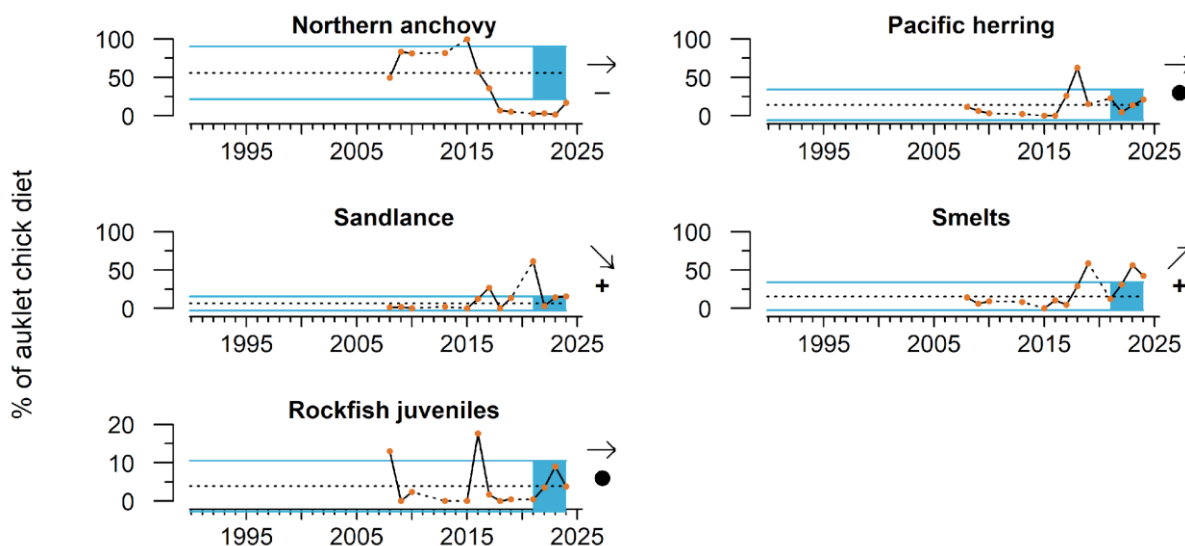 % of auklet chick diet
Northern anchovy
100
50
0
1995 2005 2015 2025
–
Pacific herring
100
50
0
1995 2005 2015 2025
Sandlance
100
50
0
1995 2005 2015 2025
+
Smelts
100
50
0
1995 2005 2015 2025
+
Rockfish juveniles
20
10
0
1995 2005 2015 2025